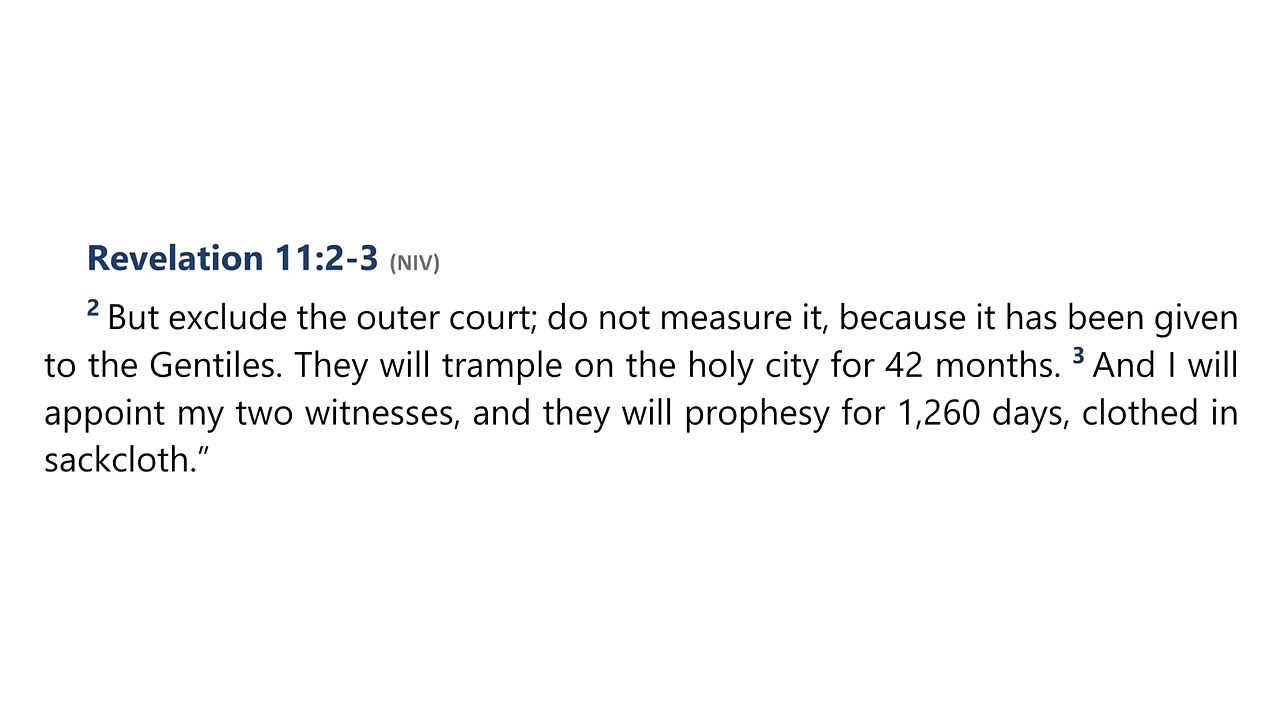 Revelation 11:2-3 (NIV)
2 But exclude the outer court; do not measure it, because it has been given
to the Gentiles. They will trample on the holy city for 42 months. 3 And I will
appoint my two witnesses, and they will prophesy for 1,260 days, clothed in
sackcloth.”